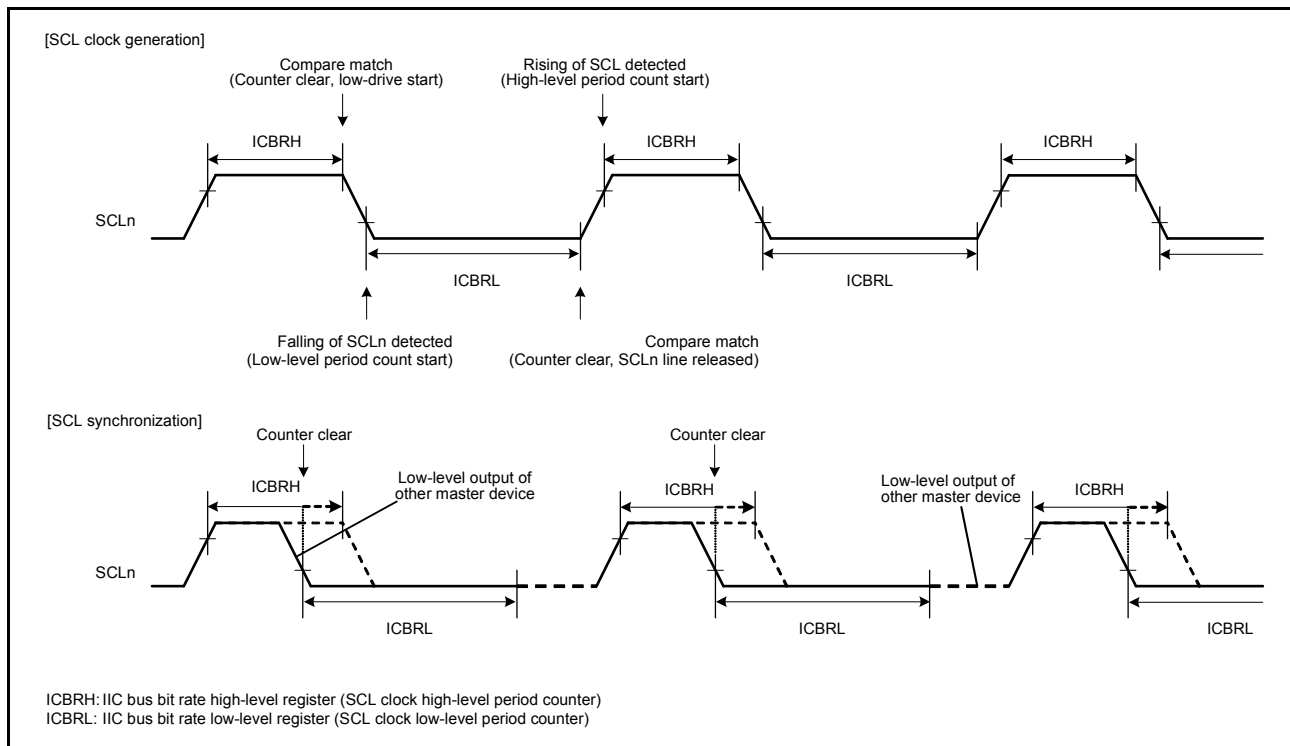 [SCL clock generation]
Compare match
(Counter clear, low-drive start)
Rising of SCL detected
(High-level period count start)
ICBRH
ICBRH
ICBRH
SCLn
ICBRL
ICBRL
Falling of SCLn detected
(Low-level period count start)
Compare match
(Counter clear, SCLn line released)
[SCL synchronization]
Counter clear
Counter clear
ICBRH
Low-level output of
other master device
ICBRH
Low-level output of
other master device
ICBRH
SCLn
ICBRL
ICBRL
ICBRL
ICBRH: IIC bus bit rate high-level register (SCL clock high-level period counter)
ICBRL: IIC bus bit rate low-level register (SCL clock low-level period counter)